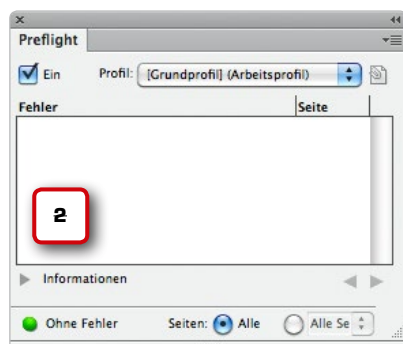 Preflight
Ein Profil: [Grundprofil] (Arbeitsprofil)
Fehler Seite
2
Informationen
Ohne Fehler Seiten: Alle Alle Se